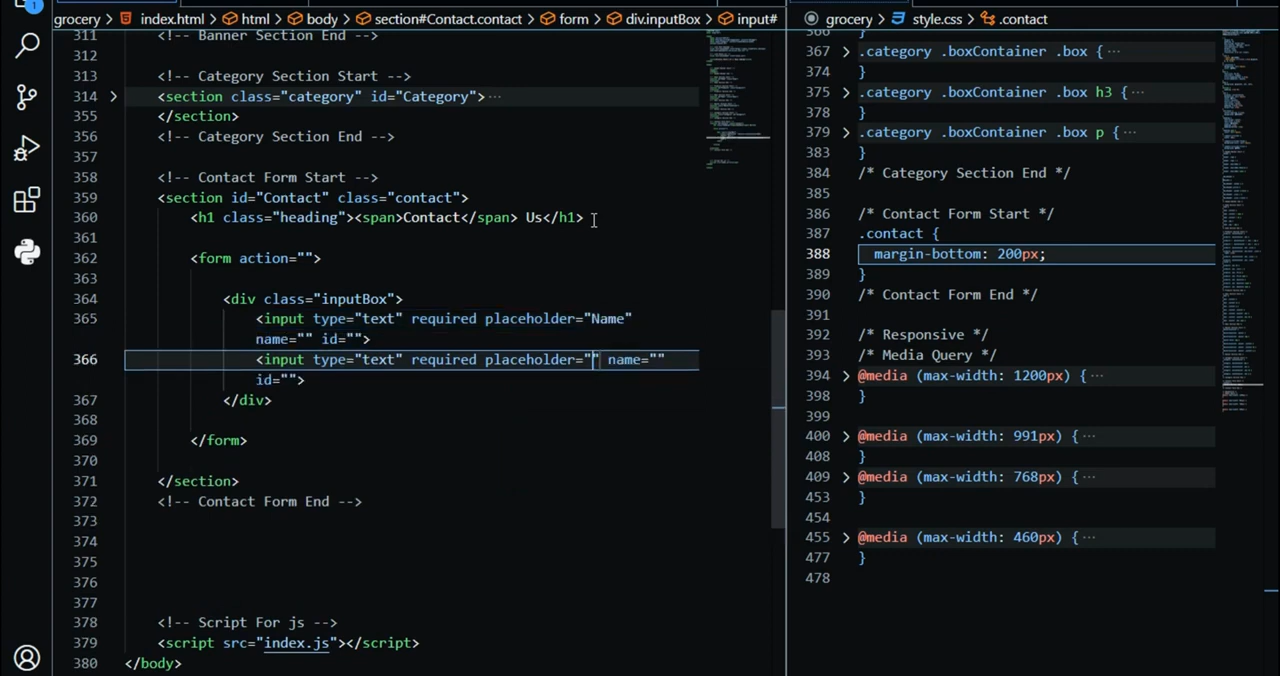 1
grocery > index.html > html > body > section#Contact.contact > form > div.inputBox > input#
311 <!-- Banner Section End -->
312
313 <!-- Category Section Start -->
314 > <section class="category" id="Category">···
355 </section>
356 <!-- Category Section End -->
357
358 <!-- Contact Form Start -->
359 <section id="Contact" class="contact">
360 <h1 class="heading"><span>Contact</span> Us</h1>
361
362 <form action="">
363
364 <div class="inputBox">
365 <input type="text" required placeholder="Name"
name="" id="">
366 <input type="text" required placeholder="" name=""
id="">
367 </div>
368
369 </form>
370
371 </section>
372 <!-- Contact Form End -->
373
374
375
376
377
378 <!-- Script For js -->
379 <script src="index.js"></script>
380 </body>
grocery > style.css > .contact
366 }
367 > .category .boxContainer .box {···
374 }
375 > .category .boxContainer .box h3 {···
378 }
379 > .category .boxContainer .box p {···
383 }
384 /* Category Section End */
385
386 /* Contact Form Start */
387 .contact {
388 margin-bottom: 200px;
389 }
390 /* Contact Form End */
391
392 /* Responsive */
393 /* Media Query */
394 > @media (max-width: 1200px) {···
398 }
399
400 > @media (max-width: 991px) {···
408 }
409 > @media (max-width: 768px) {···
453 }
454
455 > @media (max-width: 460px) {···
477 }
478